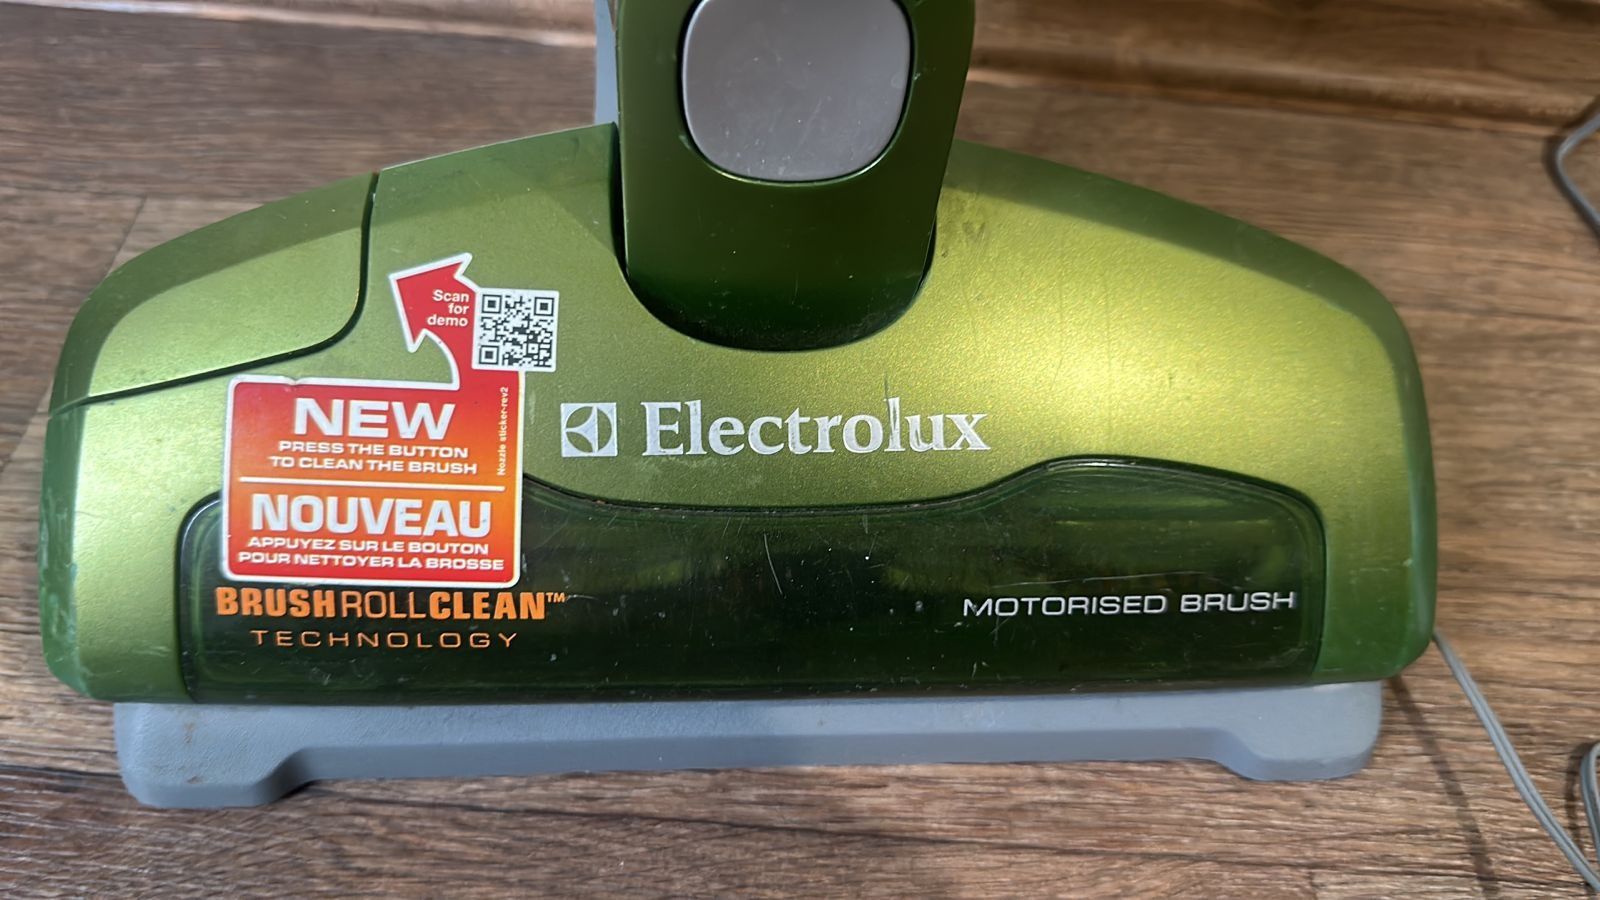 Scan
for
demo
NEW
PRESS THE BUTTON
TO CLEAN THE BRUSH
Nozzle sticker-rev2
NOUVEAU
APPUYEZ SUR LE BOUTON
POUR NETTOYER LA BROSSE
Electrolux
BRUSHROLLCLEAN™
TECHNOLOGY
MOTORISED BRUSH